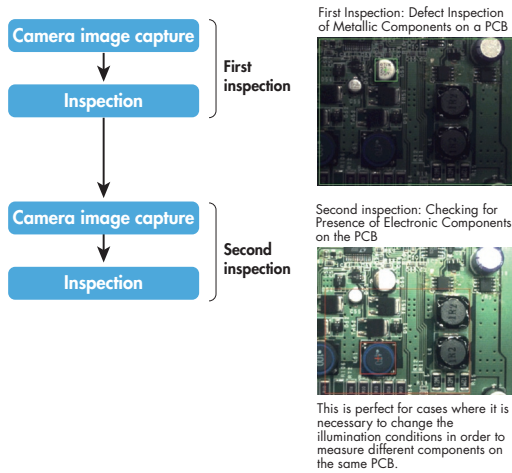 Camera image capture
Inspection
First
inspection
Camera image capture
Inspection
Second
inspection
First Inspection: Defect Inspection
of Metallic Components on a PCB
Second inspection: Checking for
Presence of Electronic Components
on the PCB
This is perfect for cases where it is
necessary to change the
illumination conditions in order to
measure different components on
the same PCB.